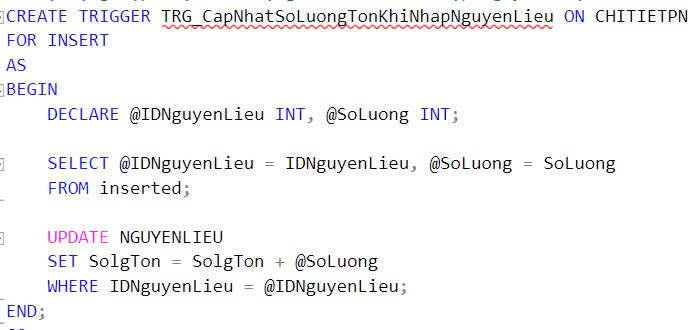 CREATE TRIGGER TRG_CapNhatSoLuongTonKhiNhapNguyenLieu ON CHITIETPN
FOR INSERT
AS
BEGIN
DECLARE @IDNguyenLieu INT, @SoLuong INT;
SELECT @IDNguyenLieu = IDNguyenLieu, @SoLuong = SoLuong
FROM inserted;
UPDATE NGUYENLIEU
SET SolgTon = SolgTon + @SoLuong
WHERE IDNguyenLieu = @IDNguyenLieu;
END;